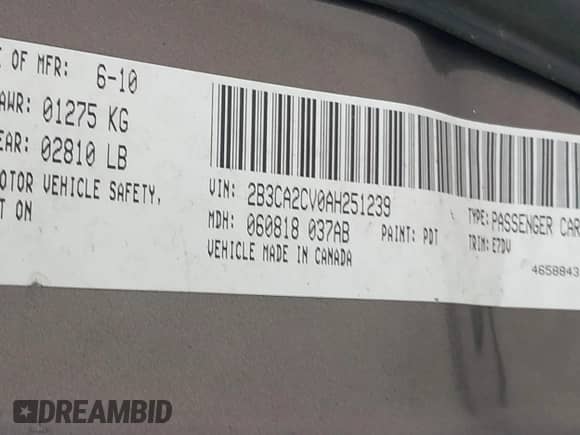 E OF MFR: 6-10
AWR: 01275 KG
EAR: 02810 LB
OTOR VEHICLE SAFETY,
T ON
VIN: 2B3CA2CV0AH251239
TYPE: PASSENGER CAR
MDH: 060818 037AB PAINT: PDT
TRIM: E7DV
VEHICLE MADE IN CANADA
4658843
DREAMBID